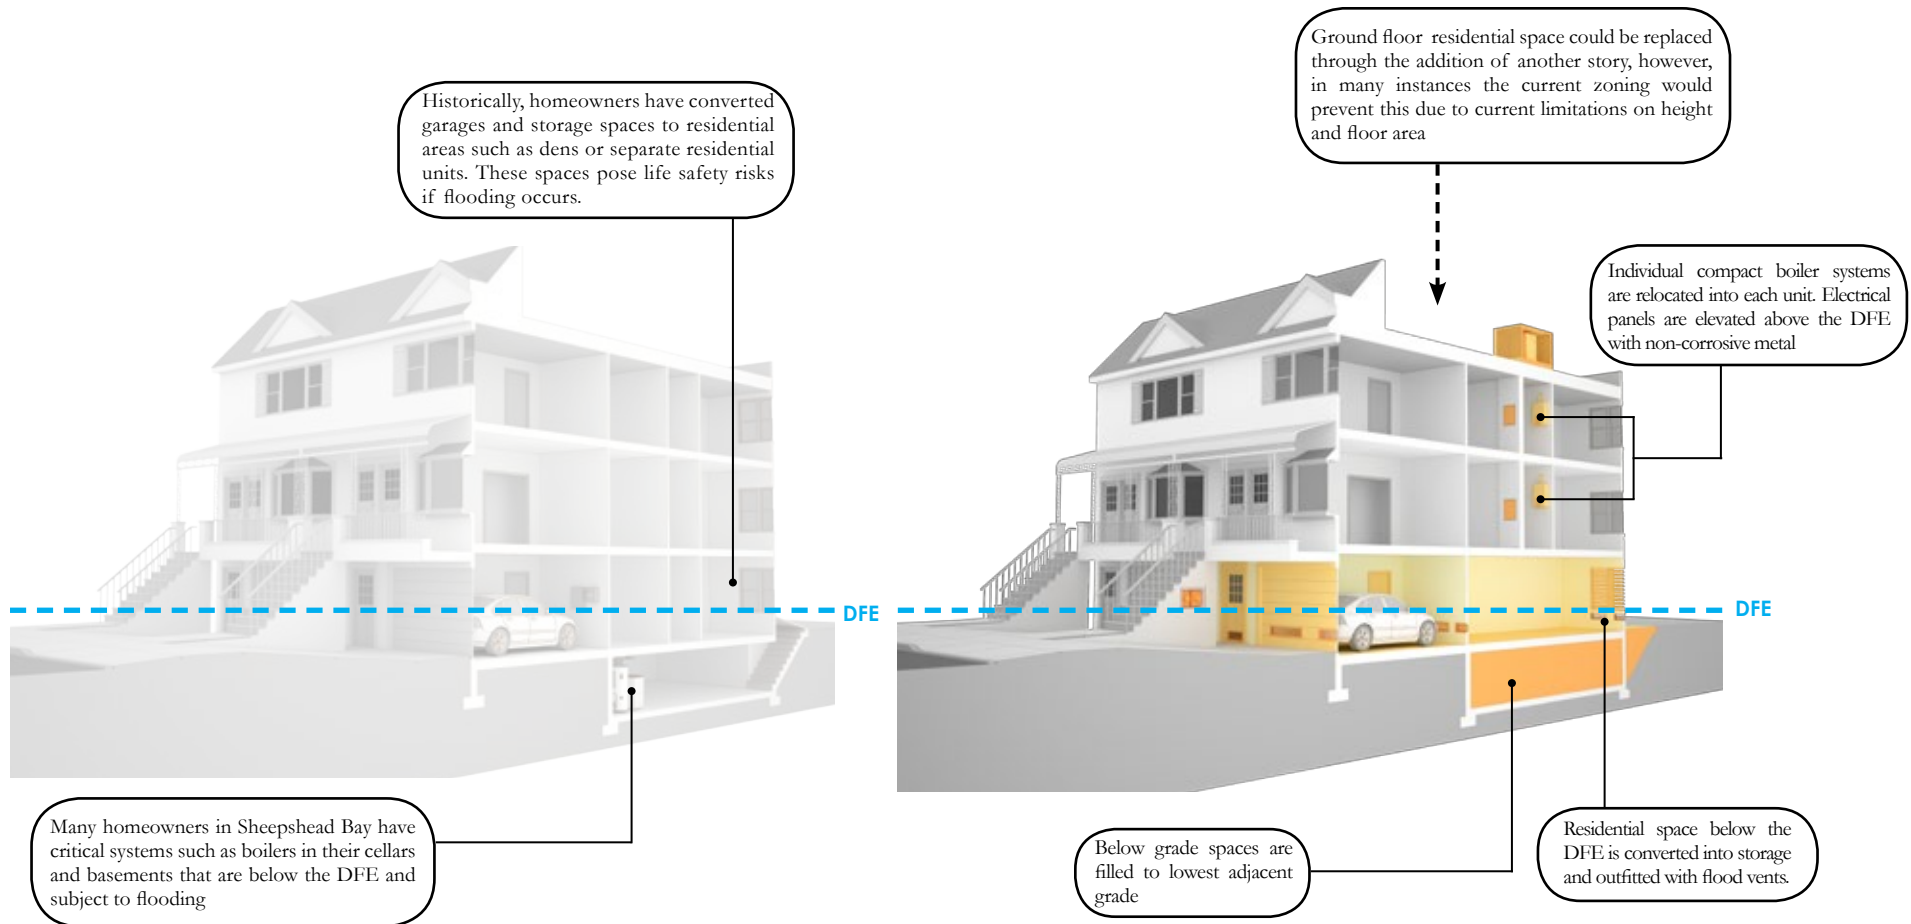 Historically, homeowners have converted
garages and storage spaces to residential
areas such as dens or separate residential
units. These spaces pose life safety risks
if flooding occurs.
DFE
Many homeowners in Sheepshead Bay have
critical systems such as boilers in their cellars
and basements that are below the DFE and
subject to flooding
Ground floor residential space could be replaced
through the addition of another story, however,
in many instances the current zoning would
prevent this due to current limitations on height
and floor area
Individual compact boiler systems
are relocated into each unit. Electrical
panels are elevated above the DFE
with non-corrosive metal
DFE
Below grade spaces are
filled to lowest adjacent
grade
Residential space below the
DFE is converted into storage
and outfitted with flood vents.